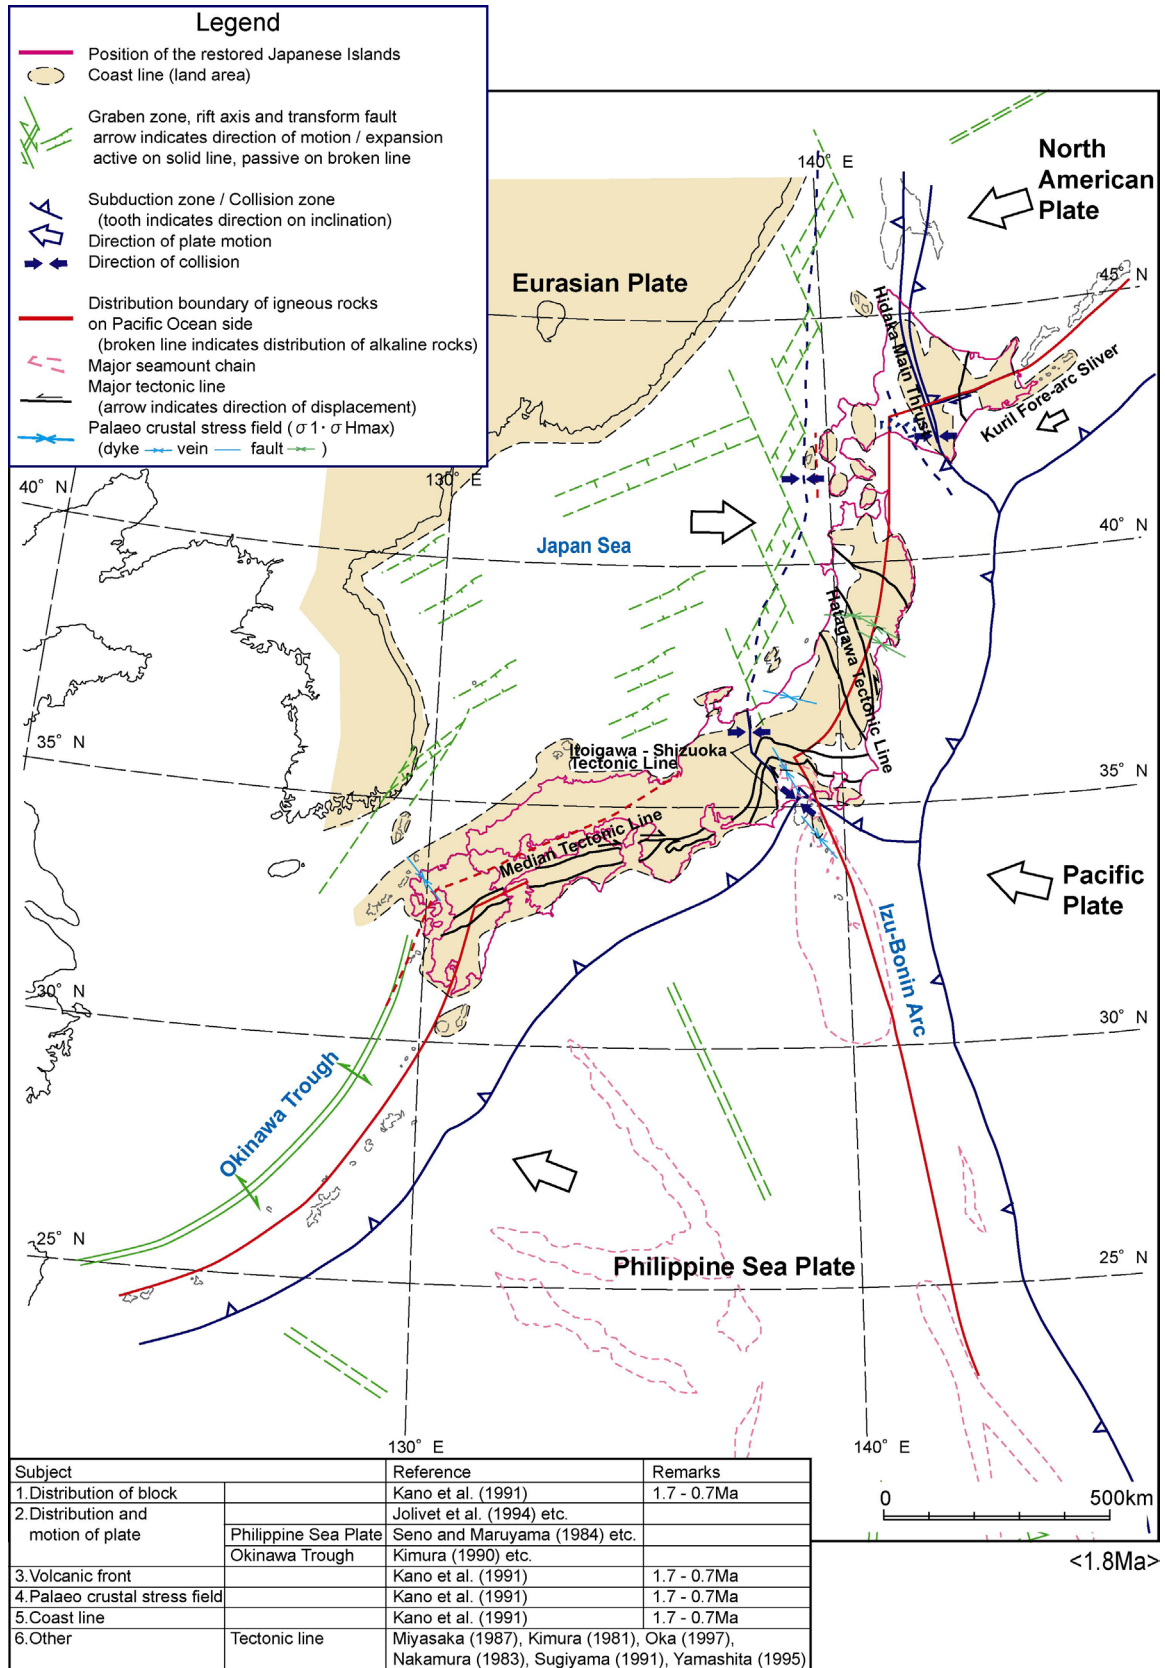 Legend
Position of the restored Japanese Islands
Coast line (land area)
Graben zone, rift axis and transform fault
arrow indicates direction of motion / expansion
active on solid line, passive on broken line
Subduction zone / Collision zone
(tooth indicates direction on inclination)
Direction of plate motion
Direction of collision
Distribution boundary of igneous rocks
on Pacific Ocean side
(broken line indicates distribution of alkaline rocks)
Major seamount chain
Major tectonic line
(arrow indicates direction of displacement)
Palaeo crustal stress field (σ1・σHmax)
(dyke vein fault )
140° E
North
American
Plate
45° N
Eurasian Plate
Hidaka Main Thrust
Kuril Fore-arc Sliver
130° E
40° N
40° N
Japan Sea
Hatagawa Tectonic Line
35° N
Itoigawa - Shizuoka
Tectonic Line
35° N
Median Tectonic Line
Pacific
Plate
Izu-Bonin Arc
30° N
30° N
Okinawa Trough
25° N
Philippine Sea Plate
25° N
130° E
140° E
0 500km
<1.8Ma>
Subject Reference Remarks
1.Distribution of block Kano et al. (1991) 1.7 - 0.7Ma
2.Distribution and Jolivet et al. (1994) etc.
motion of plate Philippine Sea Plate Seno and Maruyama (1984) etc.
Okinawa Trough Kimura (1990) etc.
3.Volcanic front Kano et al. (1991) 1.7 - 0.7Ma
4.Palaeo crustal stress field Kano et al. (1991) 1.7 - 0.7Ma
5.Coast line Kano et al. (1991) 1.7 - 0.7Ma
6.Other Tectonic line Miyasaka (1987), Kimura (1981), Oka (1997),
Nakamura (1983), Sugiyama (1991), Yamashita (1995)